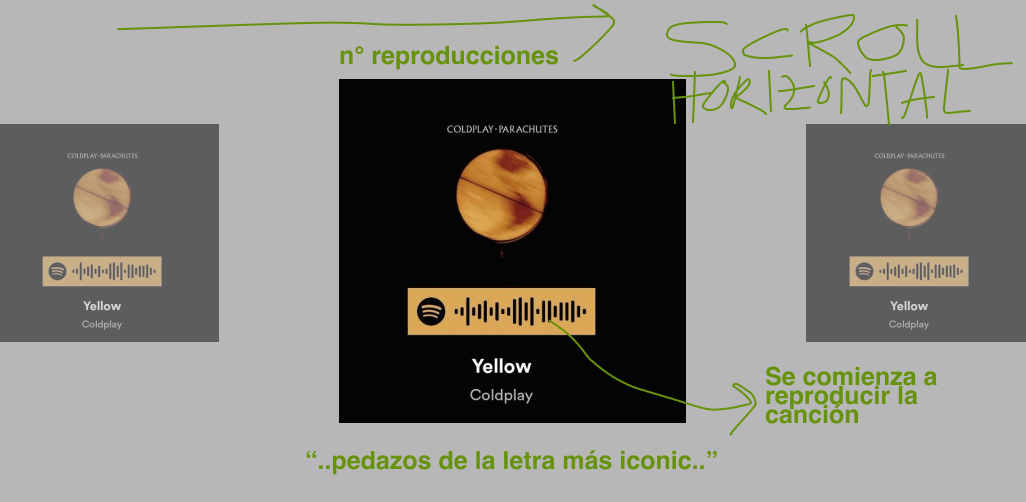 SCROLL
HORIZONTAL
n° reproducciones
COLDPLAY·PARACHUTES
Yellow
Coldplay
COLDPLAY·PARACHUTES
Yellow
Coldplay
COLDPLAY·PARACHUTES
Yellow
Coldplay
Se comienza a
reproducir la
canción
“..pedazos de la letra más iconic..”